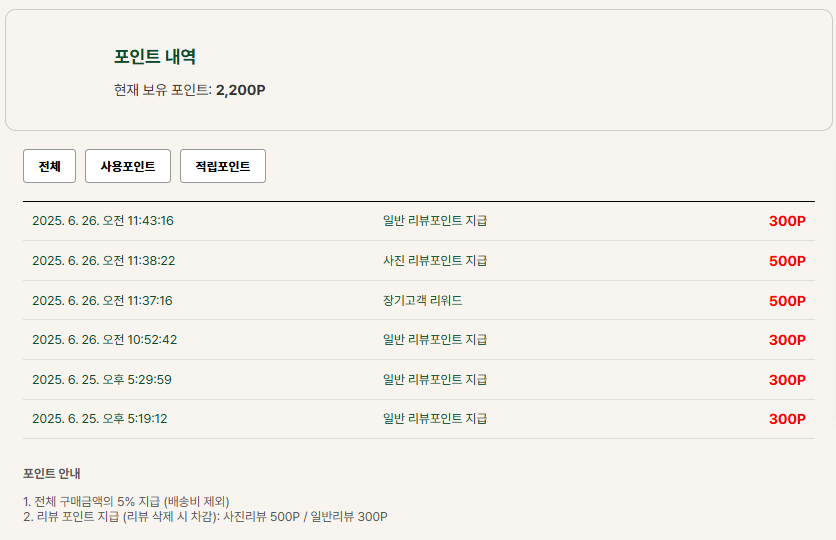 포인트 내역
현재 보유 포인트: 2,200P
전체 사용포인트 적립포인트
2025. 6. 26. 오전 11:43:16 일반 리뷰포인트 지급 300P
2025. 6. 26. 오전 11:38:22 사진 리뷰포인트 지급 500P
2025. 6. 26. 오전 11:37:16 장기고객 리워드 500P
2025. 6. 26. 오전 10:52:42 일반 리뷰포인트 지급 300P
2025. 6. 25. 오후 5:29:59 일반 리뷰포인트 지급 300P
2025. 6. 25. 오후 5:19:12 일반 리뷰포인트 지급 300P
포인트 안내
1. 전체 구매금액의 5% 지급 (배송비 제외)
2. 리뷰 포인트 지급 (리뷰 삭제 시 차감): 사진리뷰 500P / 일반리뷰 300P